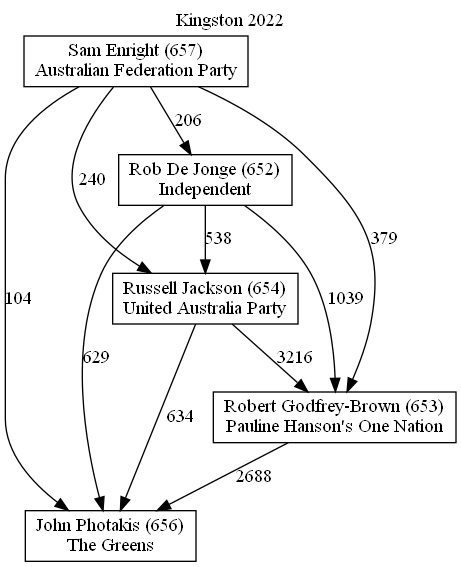 Kingston 2022
Sam Enright (657)
Australian Federation Party
206
Rob De Jonge (652)
Independent
240
538
379
Russell Jackson (654)
United Australia Party
104
629
1039
634
3216
Robert Godfrey-Brown (653)
Pauline Hanson's One Nation
2688
John Photakis (656)
The Greens